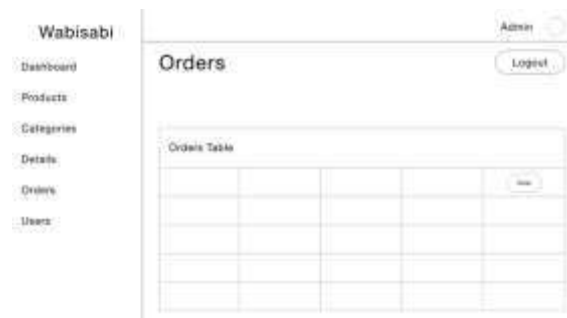 Wabisabi
Admin
Dashboard
Products
Categories
Details
Orders
Users
Orders
Logout
Orders Table